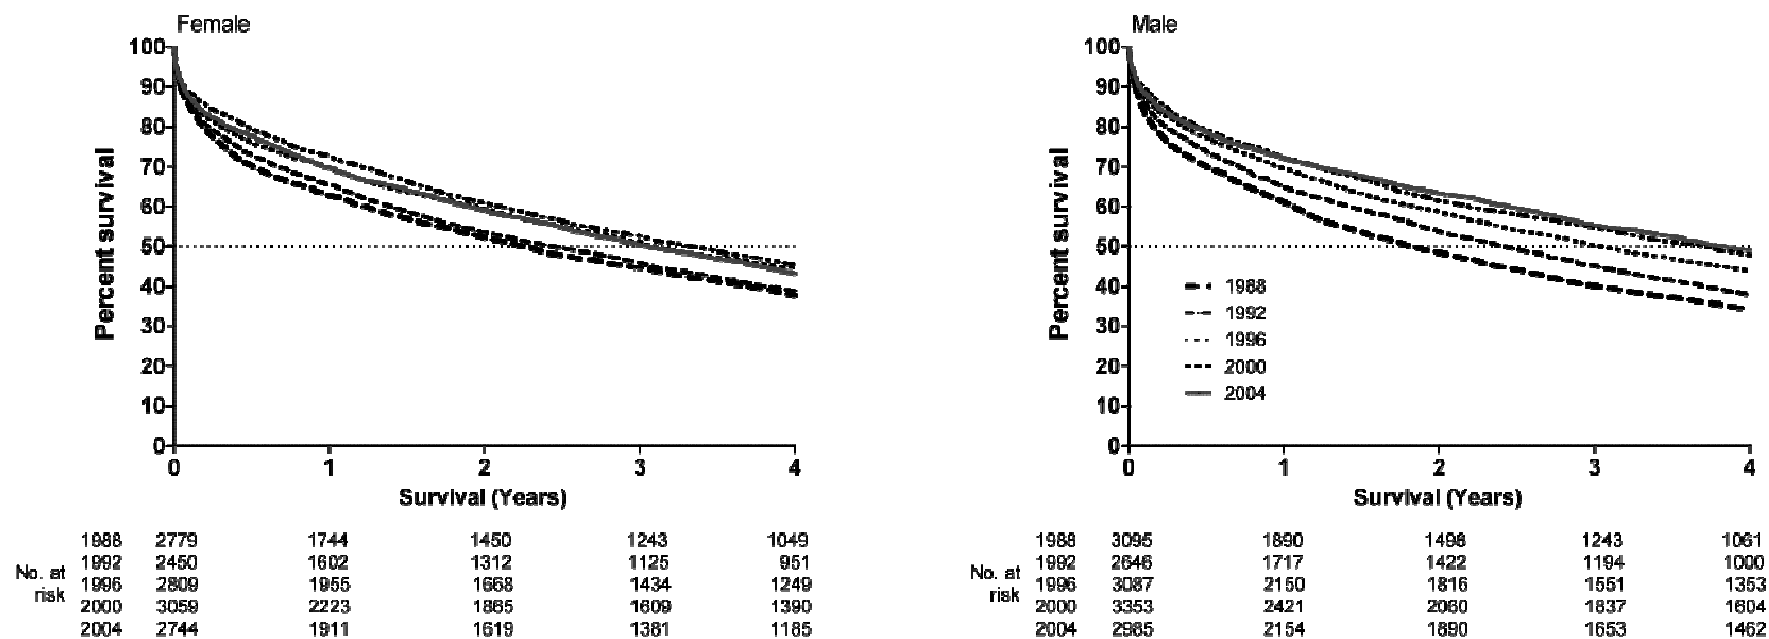 Female
100
90
80
70
60
50
40
30
20
10
0
Percent survival
0 1 2 3 4
Survival (Years)
No. at risk
1988 2779 1744 1450 1243 1049
1992 2450 1602 1312 1125 951
1996 2809 1955 1668 1434 1249
2000 3059 2223 1865 1609 1390
2004 2744 1911 1619 1381 1185
Male
100
90
80
70
60
50
40
30
20
10
0
Percent survival
1988
1992
1996
2000
2004
0 1 2 3 4
Survival (Years)
No. at risk
1988 3095 1890 1498 1243 1061
1992 2646 1717 1422 1194 1000
1996 3087 2150 1816 1551 1353
2000 3353 2421 2060 1837 1604
2004 2985 2154 1890 1653 1462